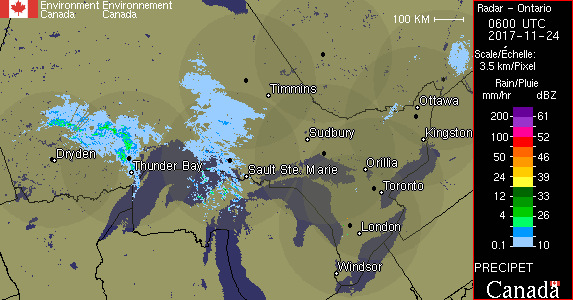 Environment Environnement
Canada Canada
100 KM
Timmins
Ottawa
Sudbury
Kingston
Dryden
Thunder Bay
Sault Ste. Marie
Orillia
Toronto
London
Windsor
Radar - Ontario
0600 UTC
2017-11-24
Scale/Échelle:
3.5 km/Pixel
Rain/Pluie
mm/hr dBZ
200 61
100 52
50 46
24 39
12 33
4 26
0.1 10
PRECIPET
Canada